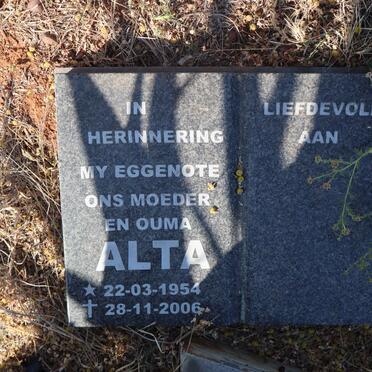 IN
HERINNERING
MY EGGENOTE
ONS MOEDER
EN OUMA
ALTA
★ 22-03-1954
✝ 28-11-2006
LIEFDEVOL
AAN